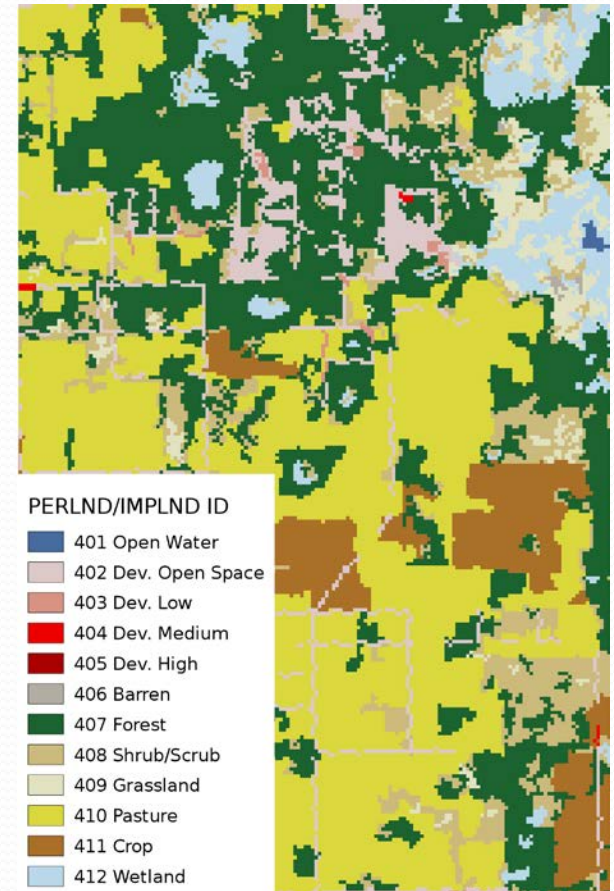 PERLND/IMPLND ID
401 Open Water
402 Dev. Open Space
403 Dev. Low
404 Dev. Medium
405 Dev. High
406 Barren
407 Forest
408 Shrub/Scrub
409 Grassland
410 Pasture
411 Crop
412 Wetland